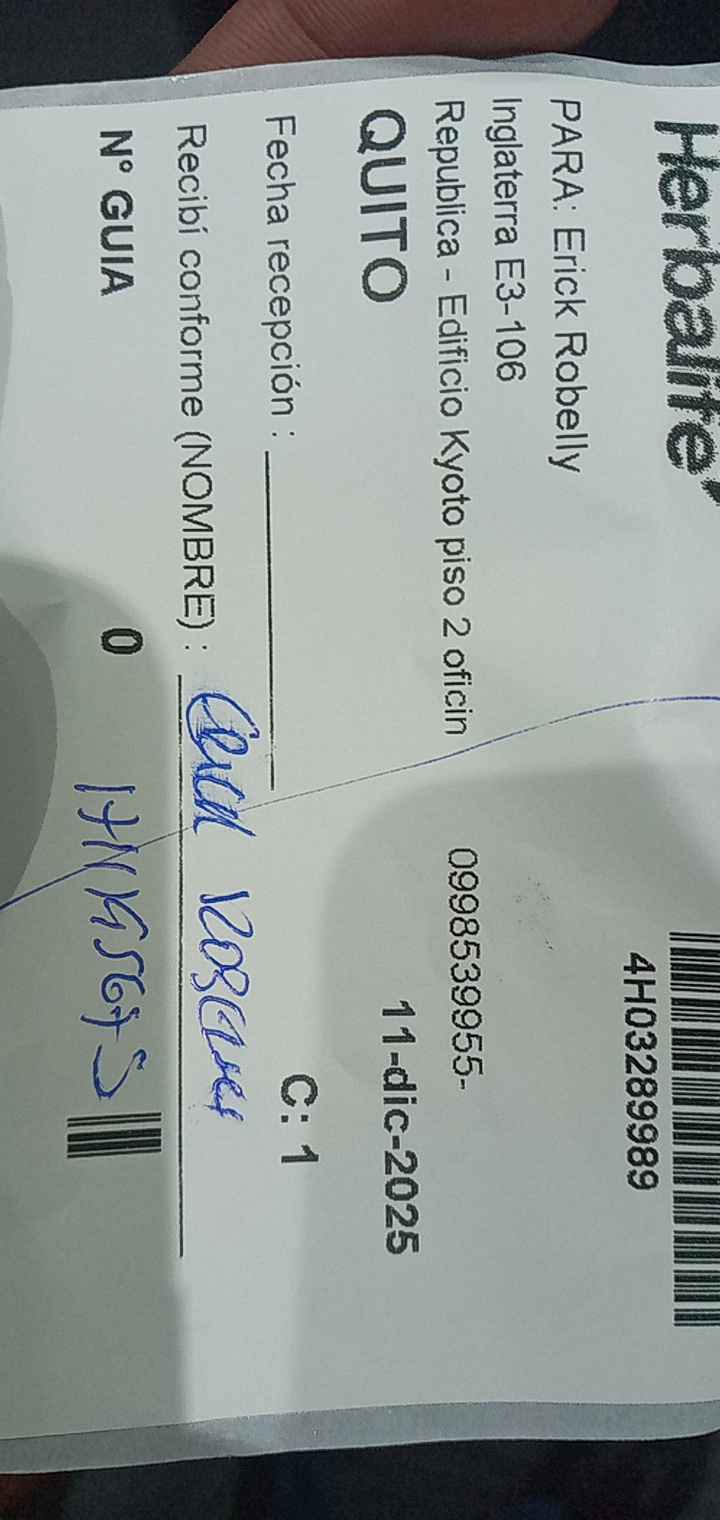 Herbalife
4H03289989
PARA: Erick Robelly
Inglaterra E3-106
Republica - Edificio Kyoto piso 2 oficin 0998539955-
QUITO 11-dic-2025
Fecha recepción : C: 1
Recibí conforme (NOMBRE) :
N° GUIA 0